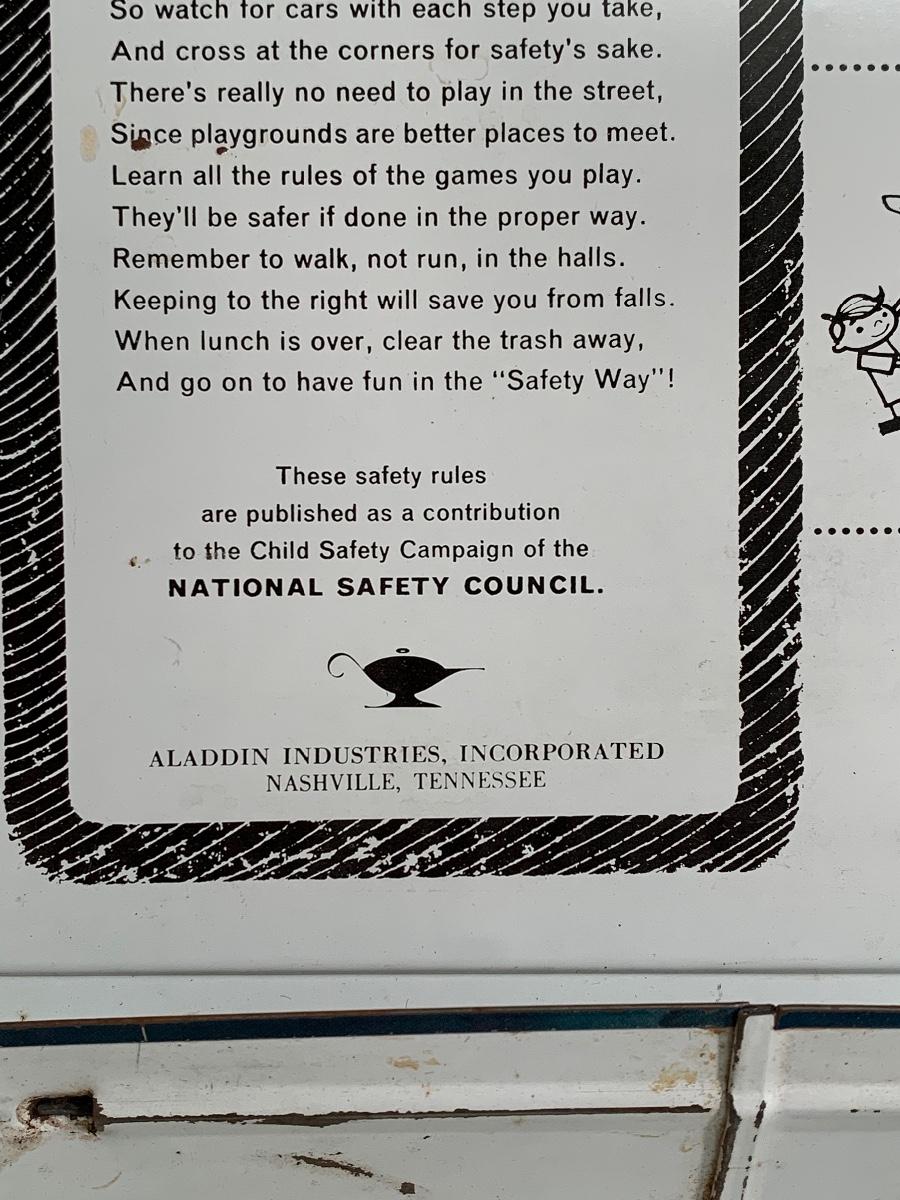 So watch for cars with each step you take,
And cross at the corners for safety's sake.
There's really no need to play in the street,
Since playgrounds are better places to meet.
Learn all the rules of the games you play.
They'll be safer if done in the proper way.
Remember to walk, not run, in the halls.
Keeping to the right will save you from falls.
When lunch is over, clear the trash away,
And go on to have fun in the “Safety Way”!
These safety rules
are published as a contribution
to the Child Safety Campaign of the
NATIONAL SAFETY COUNCIL.
ALADDIN INDUSTRIES, INCORPORATED
NASHVILLE, TENNESSEE